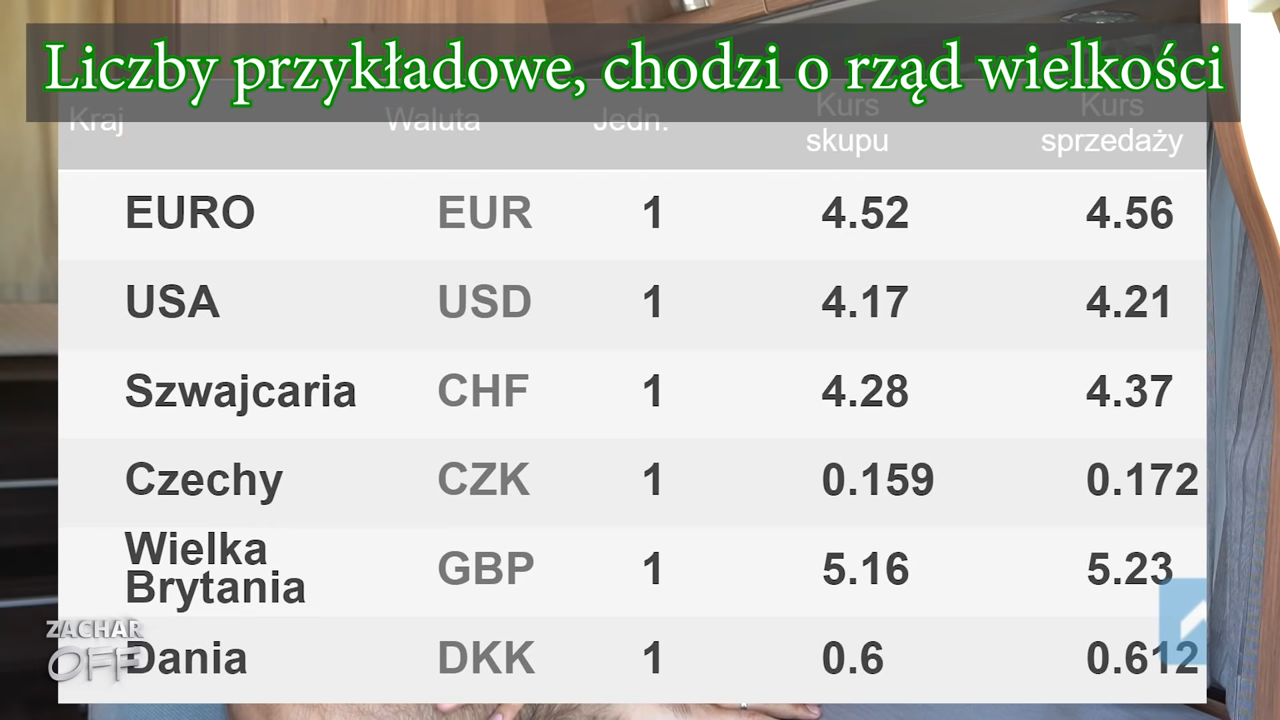 Liczby przykładowe, chodzi o rząd wielkości
Kraj Waluta Jedn. Kurs skupu Kurs sprzedaży
EURO EUR 1 4.52 4.56
USA USD 1 4.17 4.21
Szwajcaria CHF 1 4.28 4.37
Czechy CZK 1 0.159 0.172
Wielka Brytania GBP 1 5.16 5.23
Dania DKK 1 0.6 0.612
ZACHAR
OFF